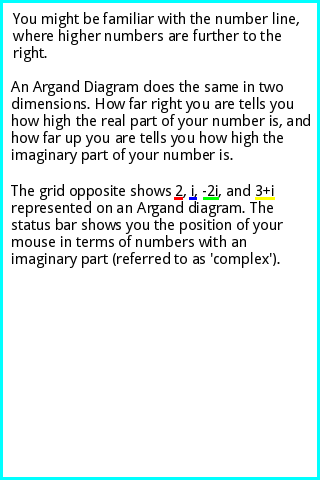 You might be familiar with the number line,
where higher numbers are further to the
right.
An Argand Diagram does the same in two
dimensions. How far right you are tells you
how high the real part of your number is, and
how far up you are tells you how high the
imaginary part of your number is.
The grid opposite shows 2, i, -2i, and 3+i
represented on an Argand diagram. The
status bar shows you the position of your
mouse in terms of numbers with an
imaginary part (referred to as 'complex').